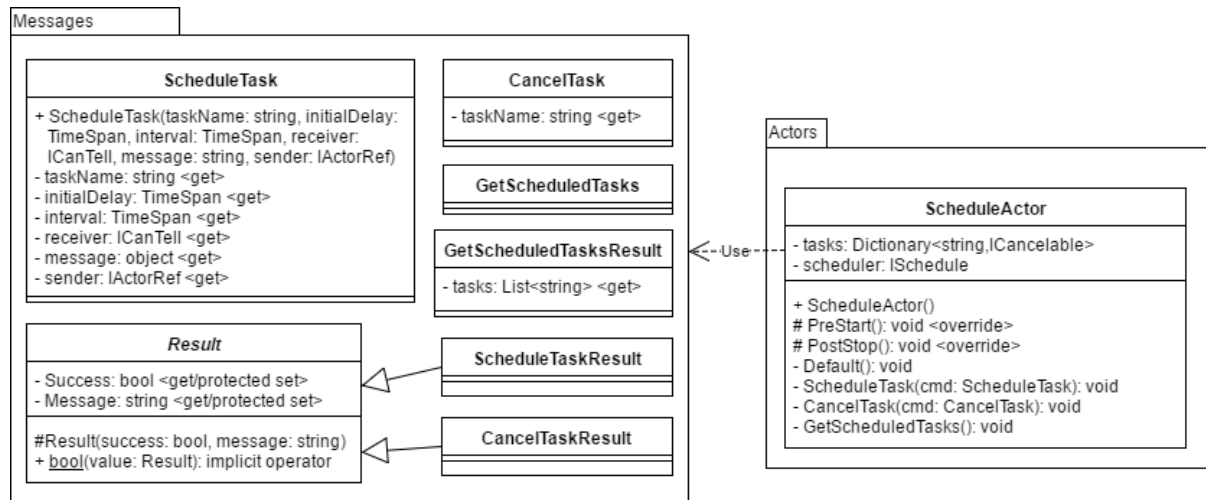 Messages
ScheduleTask
+ ScheduleTask(taskName: string, initialDelay:
TimeSpan, interval: TimeSpan, receiver:
ICanTell, message: string, sender: IActorRef)
- taskName: string <get>
- initialDelay: TimeSpan <get>
- interval: TimeSpan <get>
- receiver: ICanTell <get>
- message: object <get>
- sender: IActorRef <get>
CancelTask
- taskName: string <get>
GetScheduledTasks
GetScheduledTasksResult
- tasks: List<string> <get>
Result
- Success: bool <get/protected set>
- Message: string <get/protected set>
#Result(success: bool, message: string)
+ bool(value: Result): implicit operator
ScheduleTaskResult
CancelTaskResult
Use
Actors
ScheduleActor
- tasks: Dictionary<string,ICancelable>
- scheduler: ISchedule
+ ScheduleActor()
# PreStart(): void <override>
# PostStop(): void <override>
- Default(): void
- ScheduleTask(cmd: ScheduleTask): void
- CancelTask(cmd: CancelTask): void
- GetScheduledTasks(): void